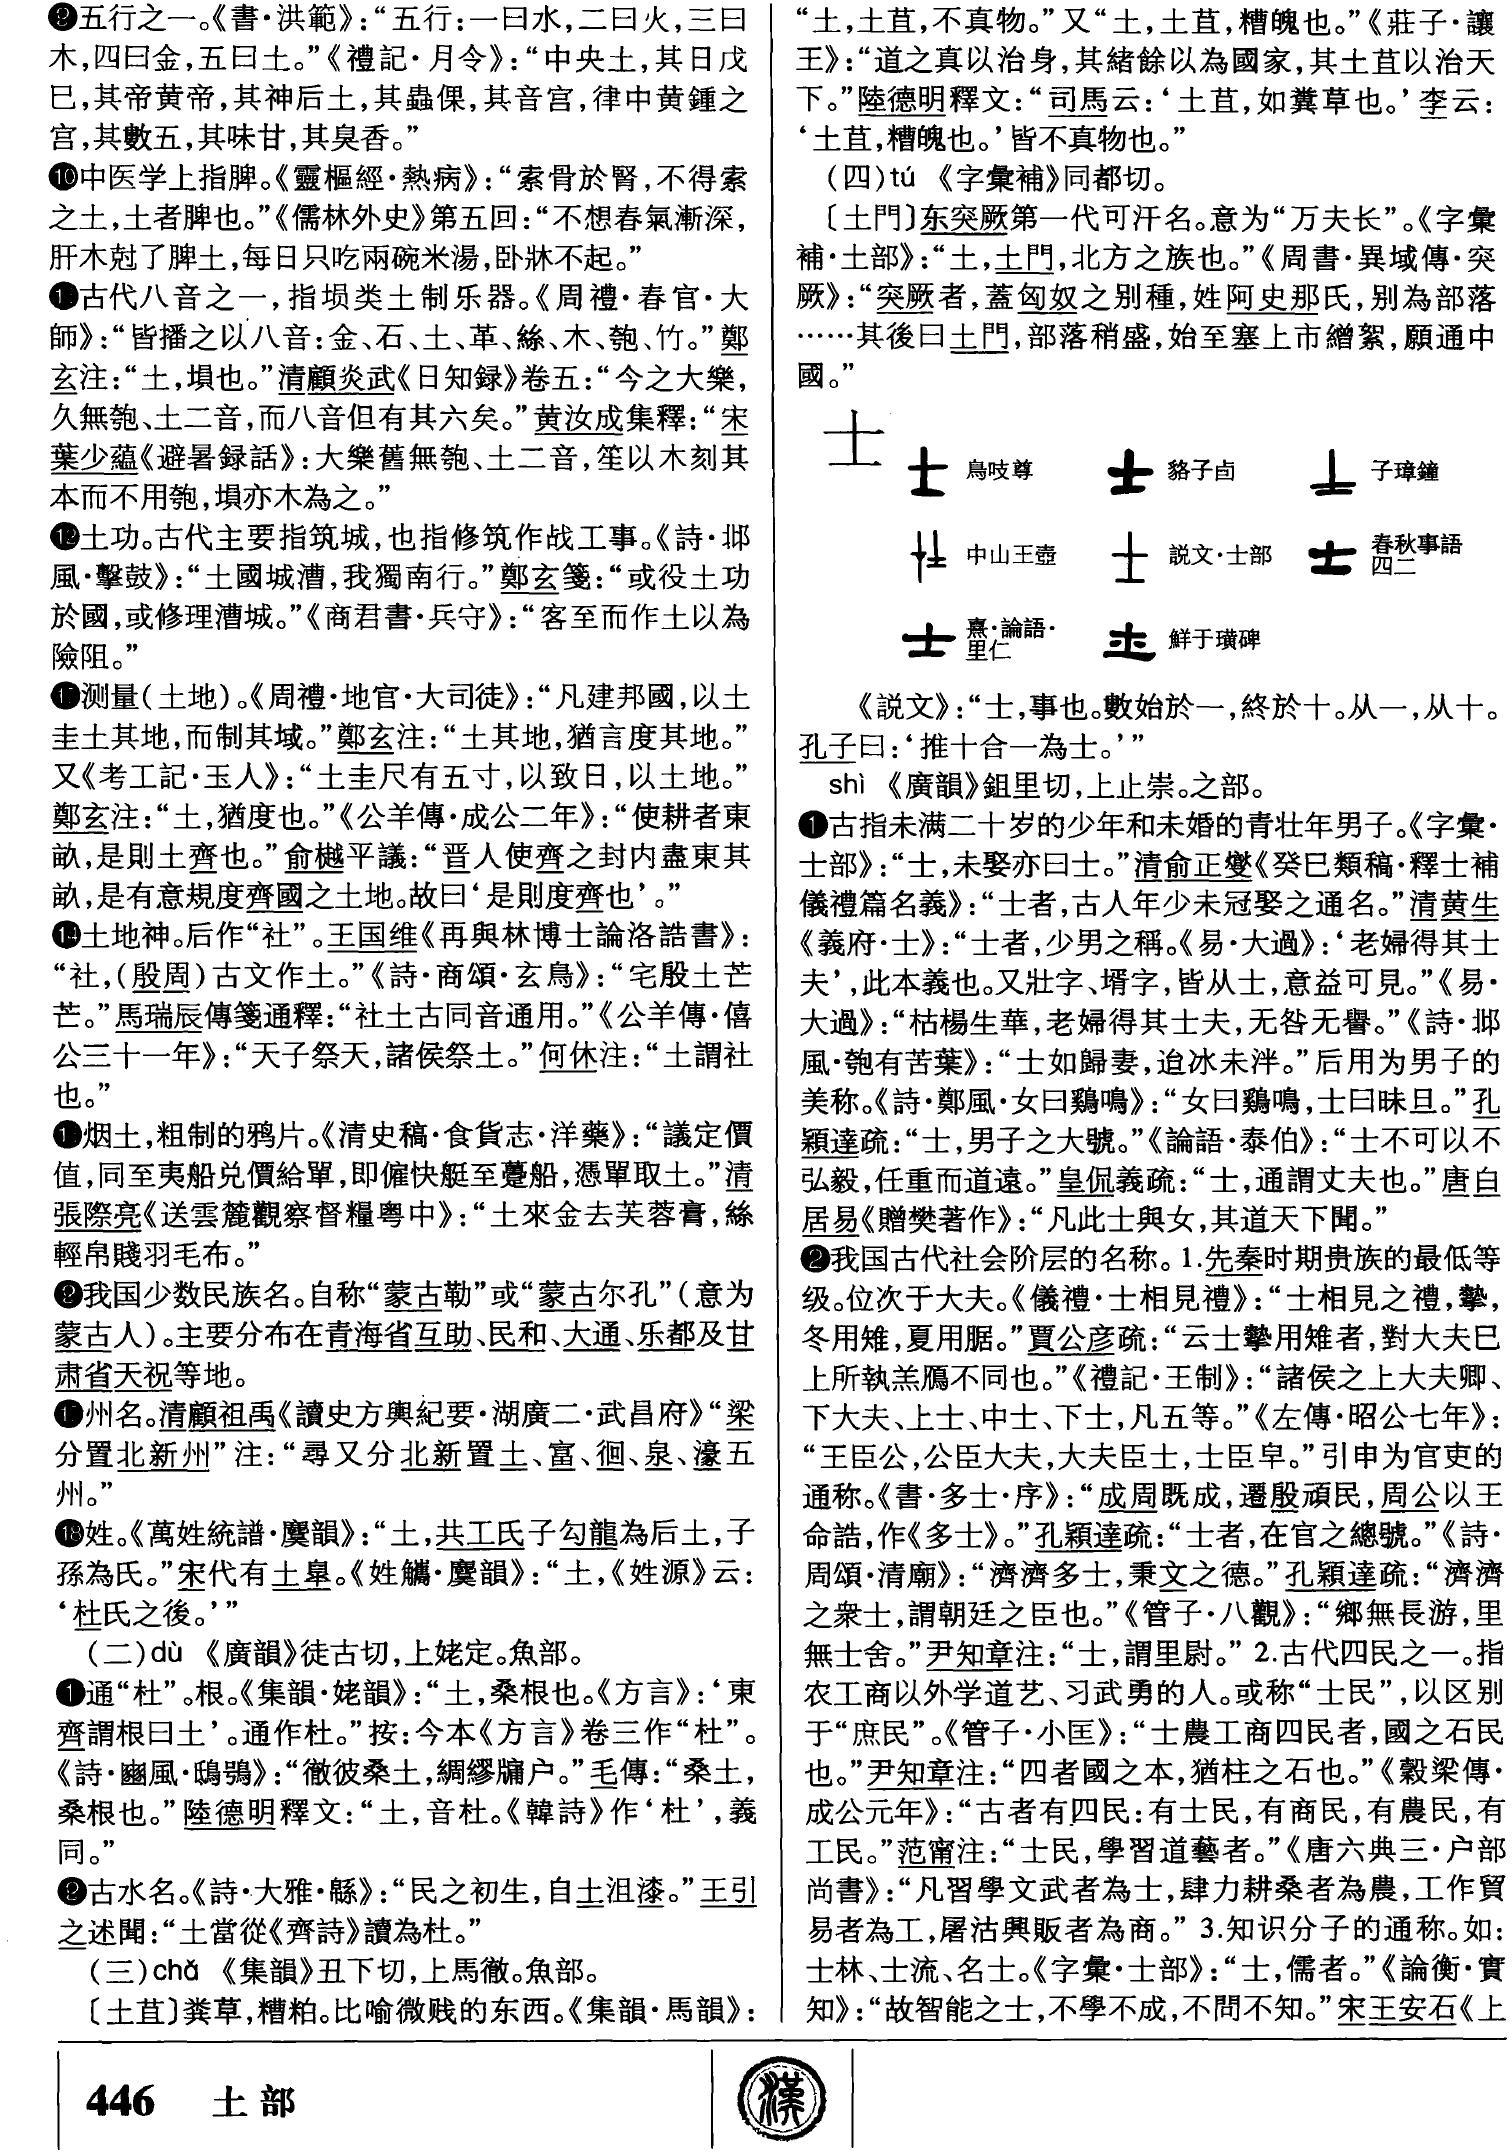 ❾五行之一。《書·洪範》：“五行：一曰水，二曰火，三曰
木，四曰金，五曰土。”《禮記·月令》：“中央土，其日戊
巳，其帝黄帝，其神后土，其蟲倮，其音宫，律中黄鍾之
宫，其數五，其味甘，其臭香。”
❿中医学上指脾。《靈樞經·熱病》：“索骨於腎，不得索
之土，土者脾也。”《儒林外史》第五回：“不想春氣漸深，
肝木尅了脾土，每日只吃兩碗米湯，卧牀不起。”
⓫古代八音之一，指埙类土制乐器。《周禮·春官·大
師》：“皆播之以八音：金、石、土、革、絲、木、匏、竹。”鄭
玄注：“土，塤也。”清顧炎武《日知録》卷五：“今之大樂，
久無匏、土二音，而八音但有其六矣。”黄汝成集釋：“宋
葉少藴《避暑録話》：大樂舊無匏、土二音，笙以木刻其
本而不用匏，塤亦木為之。”
⓬土功。古代主要指筑城，也指修筑作战工事。《詩·邶
風·擊鼓》：“土國城漕，我獨南行。”鄭玄箋：“或役土功
於國，或修理漕城。”《商君書·兵守》：“客至而作土以為
險阻。”
⓭测量（土地）。《周禮·地官·大司徒》：“凡建邦國，以土
圭土其地，而制其域。”鄭玄注：“土其地，猶言度其地。”
又《考工記·玉人》：“土圭尺有五寸，以致日，以土地。”
鄭玄注：“土，猶度也。”《公羊傳·成公二年》：“使耕者東
畝，是則土齊也。”俞樾平議：“晋人使齊之封内盡東其
畝，是有意規度齊國之土地。故曰‘是則度齊也’。”
⓮土地神。后作“社”。王国维《再與林博士論洛誥書》：
“社，（殷周）古文作土。”《詩·商頌·玄鳥》：“宅殷土芒
芒。”馬瑞辰傳箋通釋：“社土古同音通用。”《公羊傳·僖
公三十一年》：“天子祭天，諸侯祭土。”何休注：“土謂社
也。”
⓯烟土，粗制的鸦片。《清史稿·食貨志·洋藥》：“議定價
值，同至夷船兑價給單，即僱快艇至躉船，憑單取土。”清
張際亮《送雲麓觀察督糧粤中》：“土來金去芙蓉膏，絲
輕帛賤羽毛布。”
⓰我国少数民族名。自称“蒙古勒”或“蒙古尔孔”（意为
蒙古人）。主要分布在青海省互助、民和、大通、乐都及甘
肃省天祝等地。
⓱州名。清顧祖禹《讀史方輿紀要·湖廣二·武昌府》“梁
分置北新州”注：“尋又分北新置土、富、徊、泉、濠五
州。”
⓲姓。《萬姓統譜·麌韻》：“土，共工氏子勾龍為后土，子
孫為氏。”宋代有土皋。《姓觿·麌韻》：“土，《姓源》云：
‘杜氏之後。’”
（二）dù 《廣韻》徒古切，上姥定。魚部。
❶通“杜”。根。《集韻·姥韻》：“土，桑根也。《方言》：‘東
齊謂根曰土’。通作杜。”按：今本《方言》卷三作“杜”。
《詩·豳風·鴟鴞》：“徹彼桑土，綢繆牖户。”毛傳：“桑土，
桑根也。”陸德明釋文：“土，音杜。《韓詩》作‘杜’，義
同。”
❷古水名。《詩·大雅·緜》：“民之初生，自土沮漆。”王引
之述聞：“土當從《齊詩》讀為杜。”
（三）chǎ 《集韻》丑下切，上馬徹。魚部。
〔土苴〕粪草，糟粕。比喻微贱的东西。《集韻·馬韻》：
“土，土苴，不真物。”又“土，土苴，糟魄也。”《莊子·讓
王》：“道之真以治身，其緒餘以為國家，其土苴以治天
下。”陸德明釋文：“司馬云：‘土苴，如糞草也。’李云：
‘土苴，糟魄也。’皆不真物也。”
（四）tú 《字彙補》同都切。
〔土門〕东突厥第一代可汗名。意为“万夫长”。《字彙
補·土部》：“土，土門，北方之族也。”《周書·異域傳·突
厥》：“突厥者，蓋匈奴之别種，姓阿史那氏，别為部落
……其後曰土門，部落稍盛，始至塞上市繒絮，願通中
國。”
士
士 鳥吱尊 士 貉子卣 士 子璋鐘
中山王壺 士 説文·士部 士 春秋事語四二
士 熹·論語·里仁 鮮于璜碑
《説文》：“士，事也。數始於一，終於十。从一，从十。
孔子曰：‘推十合一為士。’”
shì 《廣韻》鉏里切，上止崇。之部。
❶古指未满二十岁的少年和未婚的青壮年男子。《字彙·
士部》：“士，未娶亦曰士。”清俞正燮《癸巳類稿·釋士補
儀禮篇名義》：“士者，古人年少未冠娶之通名。”清黄生
《義府·士》：“士者，少男之稱。《易·大過》：‘老婦得其士
夫’，此本義也。又壯字、壻字，皆从士，意益可見。”《易·
大過》：“枯楊生華，老婦得其士夫，无咎无譽。”《詩·邶
風·匏有苦葉》：“士如歸妻，迨冰未泮。”后用为男子的
美称。《詩·鄭風·女曰鷄鳴》：“女曰鷄鳴，士曰昧旦。”孔
穎達疏：“士，男子之大號。”《論語·泰伯》：“士不可以不
弘毅，任重而道遠。”皇侃義疏：“士，通謂丈夫也。”唐白
居易《贈樊著作》：“凡此士與女，其道天下聞。”
❷我国古代社会阶层的名称。1.先秦时期贵族的最低等
级。位次于大夫。《儀禮·士相見禮》：“士相見之禮，摯，
冬用雉，夏用腒。”賈公彦疏：“云士摯用雉者，對大夫已
上所執羔鴈不同也。”《禮記·王制》：“諸侯之上大夫卿、
下大夫、上士、中士、下士，凡五等。”《左傳·昭公七年》：
“王臣公，公臣大夫，大夫臣士，士臣皁。”引申为官吏的
通称。《書·多士·序》：“成周既成，遷殷頑民，周公以王
命誥，作《多士》。”孔穎達疏：“士者，在官之總號。”《詩·
周頌·清廟》：“濟濟多士，秉文之德。”孔穎達疏：“濟濟
之衆士，謂朝廷之臣也。”《管子·八觀》：“鄉無長游，里
無士舍。”尹知章注：“士，謂里尉。” 2.古代四民之一。指
农工商以外学道艺、习武勇的人。或称“士民”，以区别
于“庶民”。《管子·小匡》：“士農工商四民者，國之石民
也。”尹知章注：“四者國之本，猶柱之石也。”《穀梁傳·
成公元年》：“古者有四民：有士民，有商民，有農民，有
工民。”范甯注：“士民，學習道藝者。”《唐六典三·户部
尚書》：“凡習學文武者為士，肆力耕桑者為農，工作貿
易者為工，屠沽興販者為商。” 3.知识分子的通称。如：
士林、士流、名士。《字彙·士部》：“士，儒者。”《論衡·實
知》：“故智能之士，不學不成，不問不知。”宋王安石《上
446 土部
漢